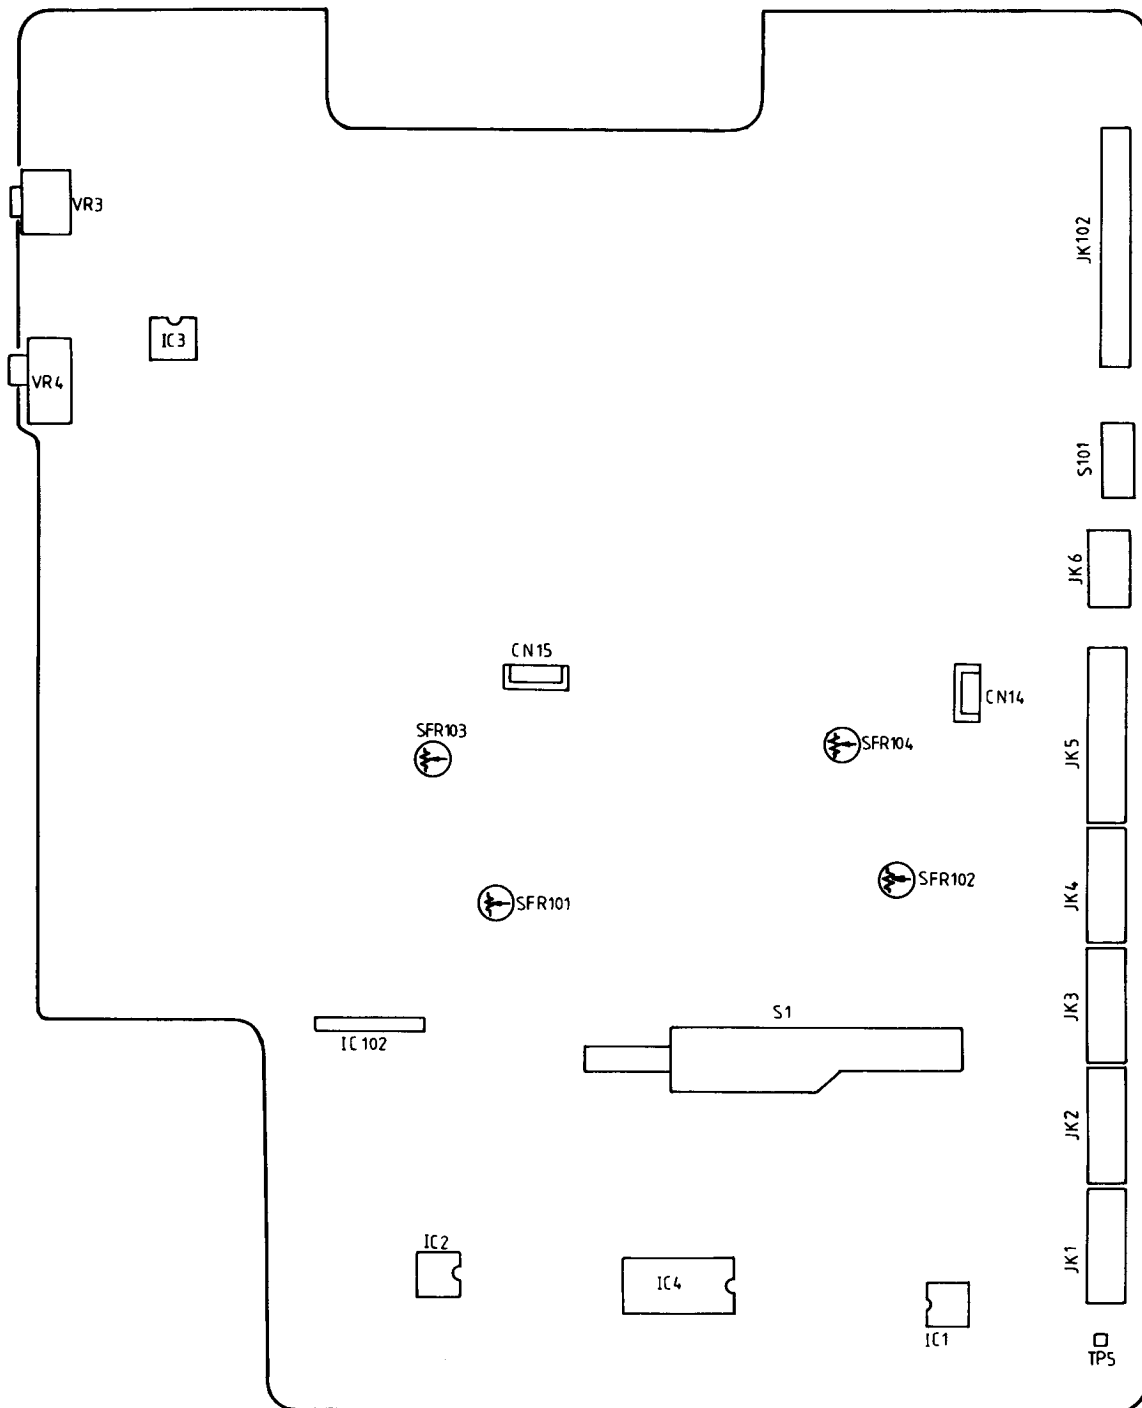 VR3
JK102
IC3
VR4
S101
JK6
CN15
CN14
SFR103
SFR104
JK5
SFR102
SFR101
JK4
S1
JK3
IC102
JK2
IC2
JK1
IC4
IC1
TP5